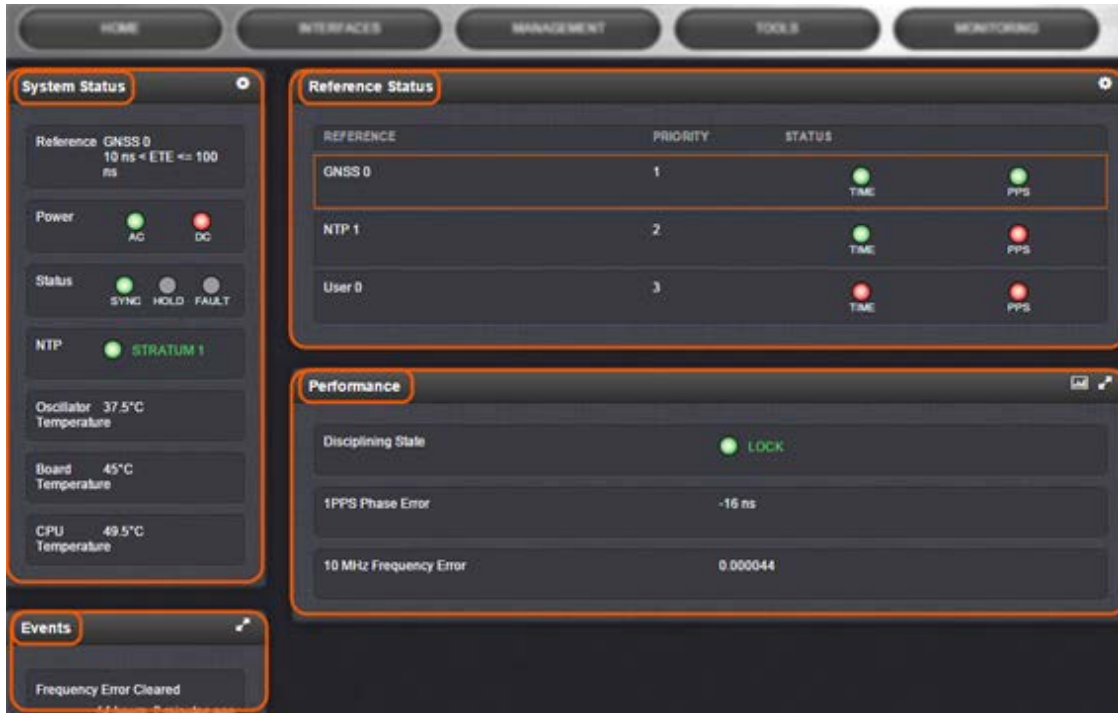 HOME INTERFACES MANAGEMENT TOOLS MONITORING
System Status
Reference GNSS 0
10 ns < ETE <= 100
ns
Power
AC DC
Status
SYNC HOLD FAULT
NTP STRATUM 1
Oscillator 37.5°C
Temperature
Board 45°C
Temperature
CPU 49.5°C
Temperature
Events
Frequency Error Cleared
Reference Status
REFERENCE PRIORITY STATUS
GNSS 0 1
TIME PPS
NTP 1 2
TIME PPS
User 0 3
TIME PPS
Performance
Disciplining State LOCK
1PPS Phase Error -16 ns
10 MHz Frequency Error 0.000044